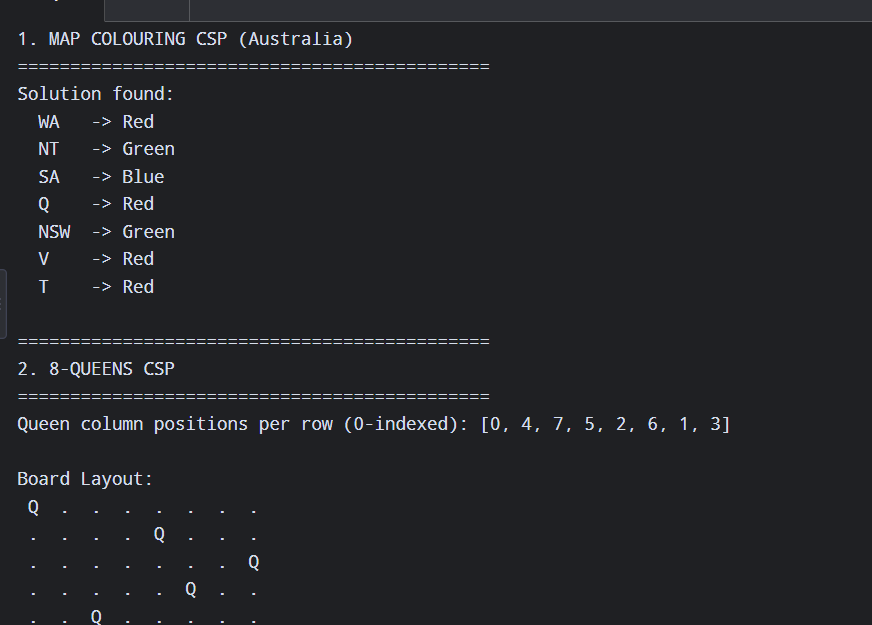 1. MAP COLOURING CSP (Australia)
=============================================
Solution found:
  WA   -> Red
  NT   -> Green
  SA   -> Blue
  Q    -> Red
  NSW  -> Green
  V    -> Red
  T    -> Red
=============================================
2. 8-QUEENS CSP
=============================================
Queen column positions per row (0-indexed): [0, 4, 7, 5, 2, 6, 1, 3]
Board Layout:
 Q  .  .  .  .  .  .  .
 .  .  .  .  Q  .  .  .
 .  .  .  .  .  .  .  Q
 .  .  .  .  .  Q  .  .
 .  .  Q  .  .  .  .  .